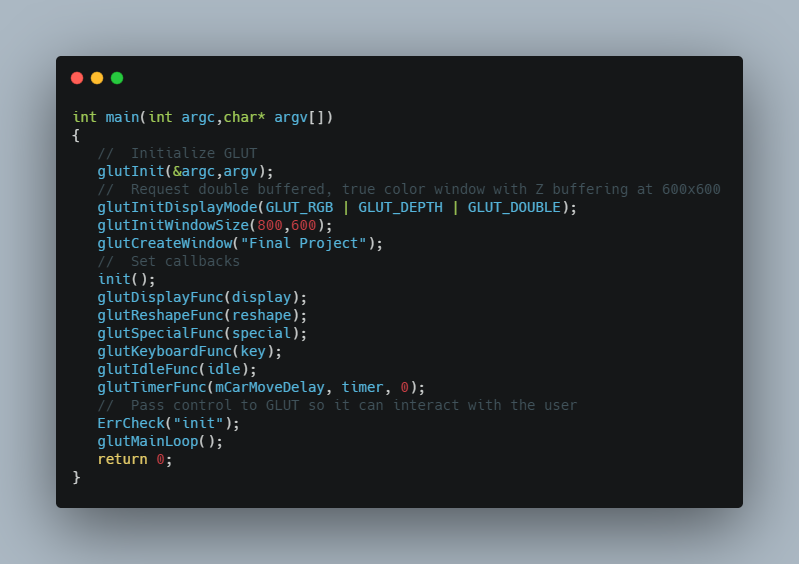 int main(int argc,char* argv[])
{
   //  Initialize GLUT
   glutInit(&argc,argv);
   //  Request double buffered, true color window with Z buffering at 600x600
   glutInitDisplayMode(GLUT_RGB | GLUT_DEPTH | GLUT_DOUBLE);
   glutInitWindowSize(800,600);
   glutCreateWindow("Final Project");
   //  Set callbacks
   init();
   glutDisplayFunc(display);
   glutReshapeFunc(reshape);
   glutSpecialFunc(special);
   glutKeyboardFunc(key);
   glutIdleFunc(idle);
   glutTimerFunc(mCarMoveDelay, timer, 0);
   //  Pass control to GLUT so it can interact with the user
   ErrCheck("init");
   glutMainLoop();
   return 0;
}